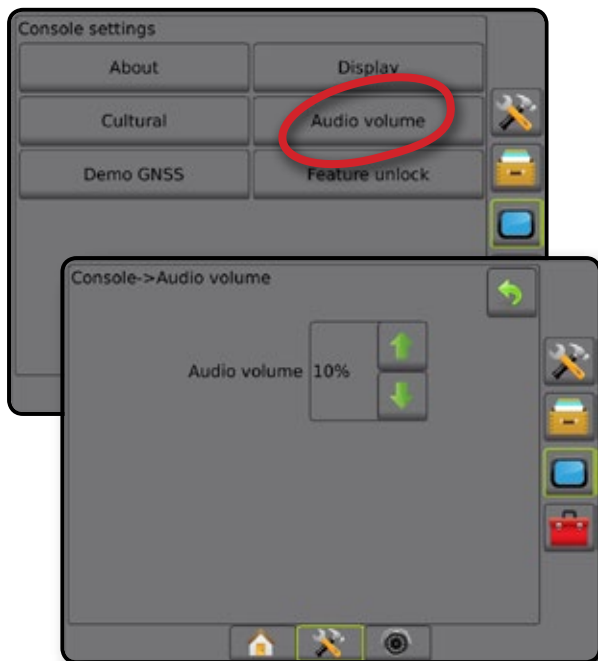 Console settings
About
Display
Cultural
Audio volume
Demo GNSS
Feature unlock
Console->Audio volume
Audio volume 10%